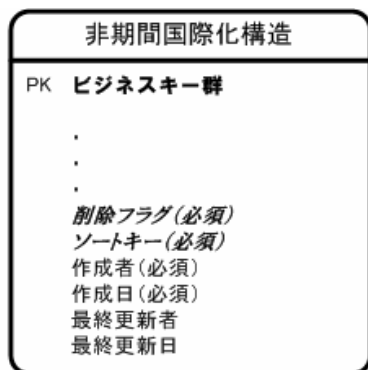 非期間国際化構造
PK ビジネスキー群
.
.
.
削除フラグ(必須)
ソートキー(必須)
作成者(必須)
作成日(必須)
最終更新者
最終更新日